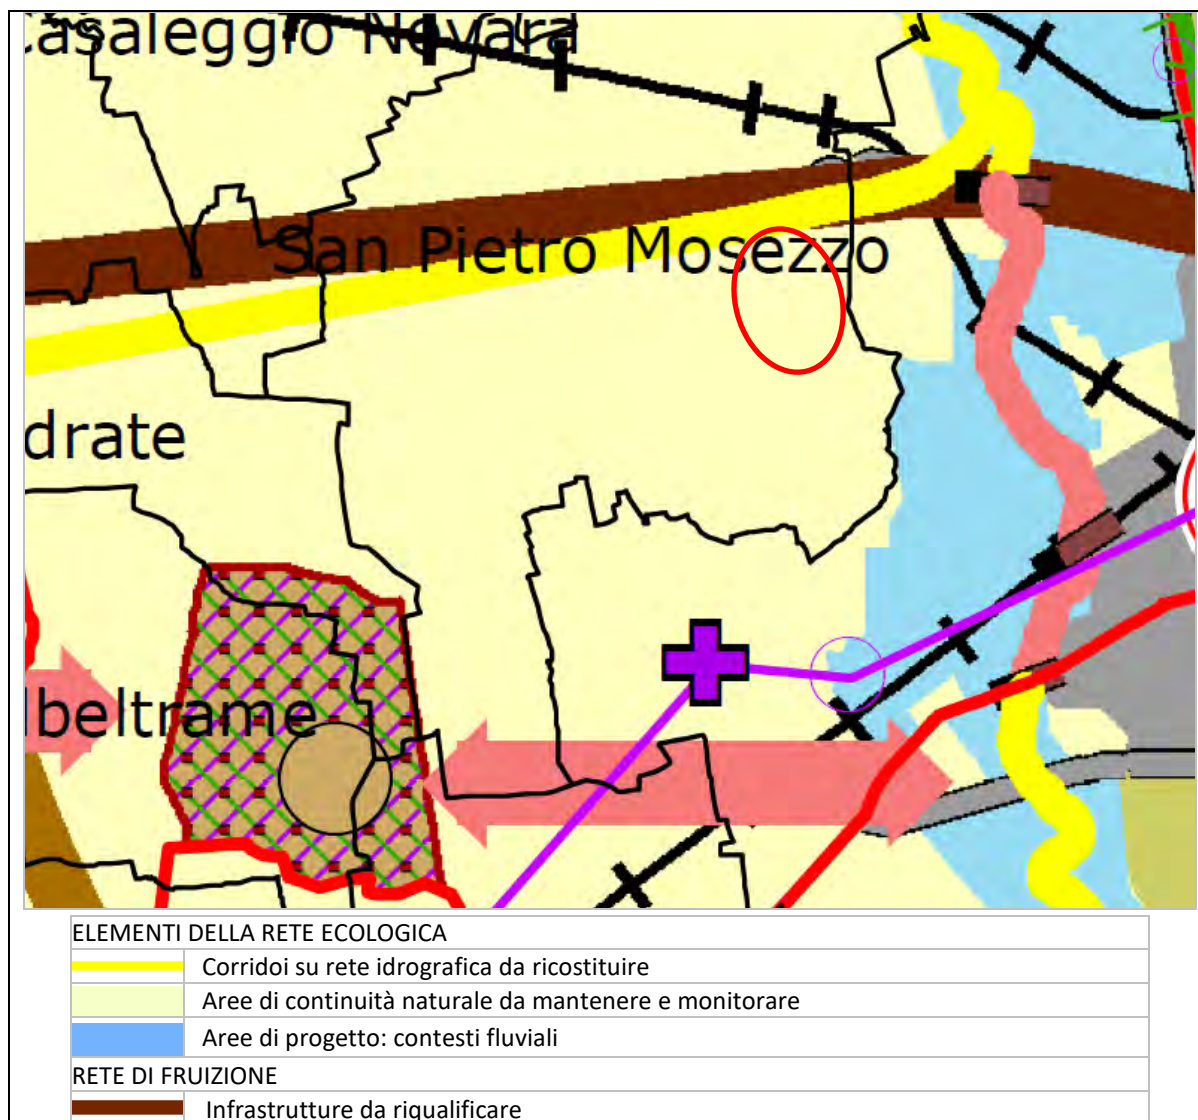 casaleggio Novara
San Pietro Mosezzo
drate
lbeltrame
ELEMENTI DELLA RETE ECOLOGICA
Corridoi su rete idrografica da ricostituire
Aree di continuità naturale da mantenere e monitorare
Aree di progetto: contesti fluviali
RETE DI FRUIZIONE
Infrastrutture da riqualificare